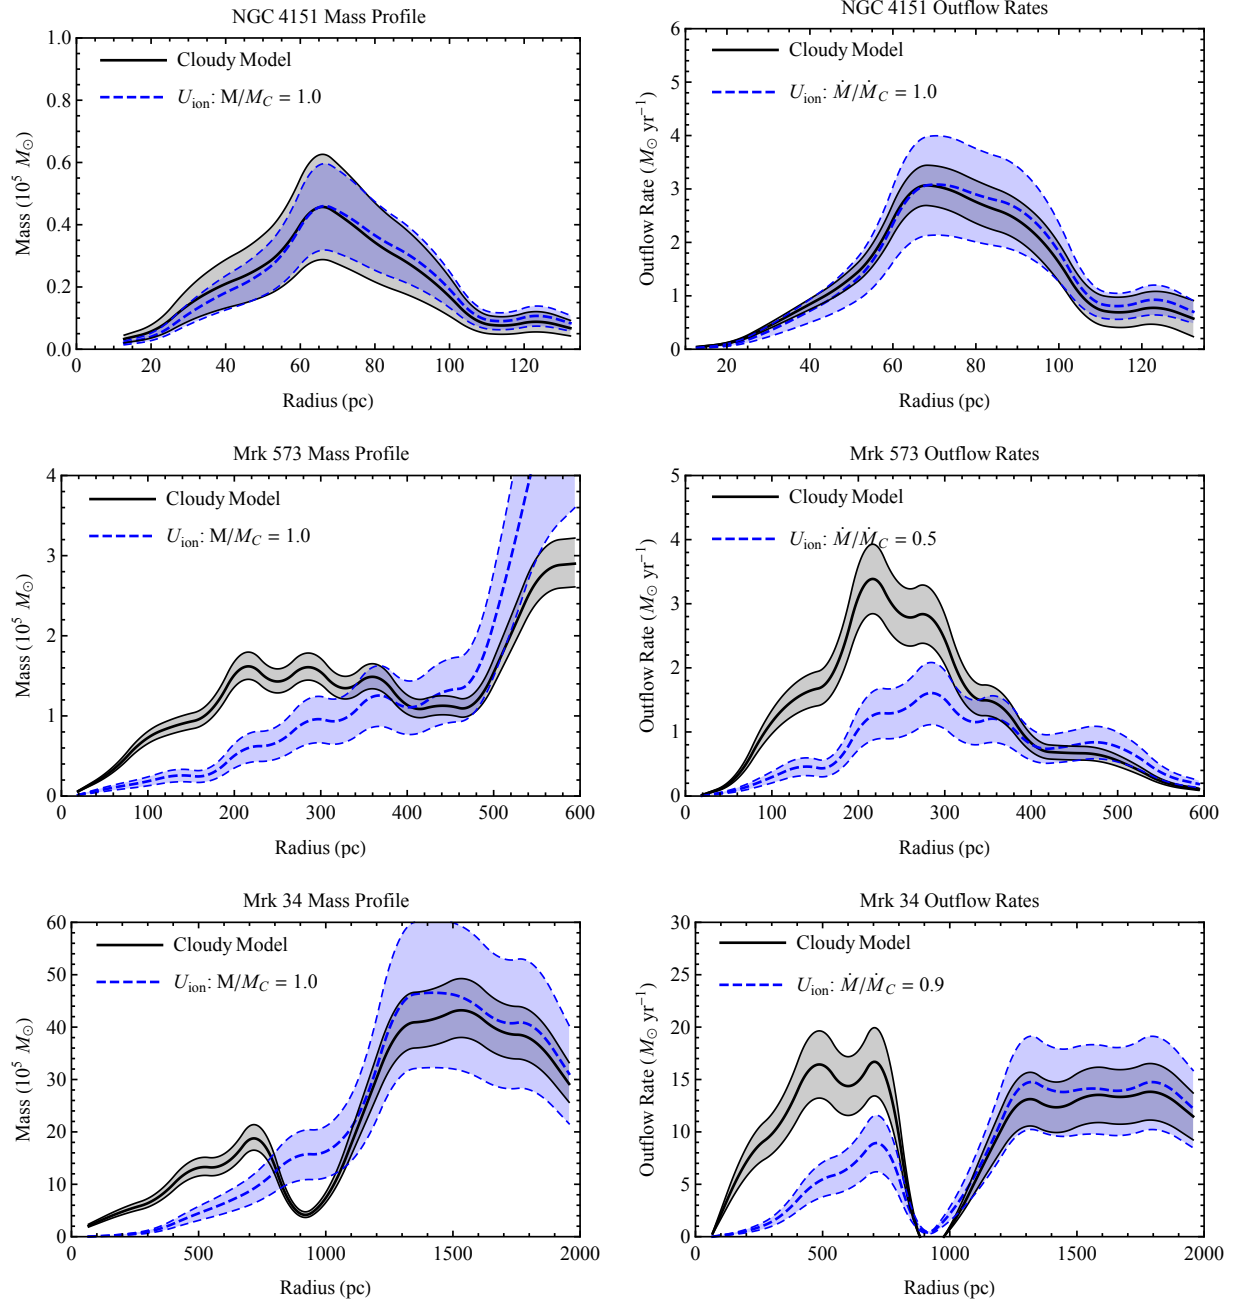 NGC 4151 Mass Profile
Cloudy Model
U_ion: M/M_C = 1.0
Mass (10^5 M_⊙)
1.0
0.8
0.6
0.4
0.2
0.0
0 20 40 60 80 100 120
Radius (pc)
NGC 4151 Outflow Rates
Cloudy Model
U_ion: Ṁ/Ṁ_C = 1.0
Outflow Rate (M_⊙ yr^−1)
6
5
4
3
2
1
0
20 40 60 80 100 120
Radius (pc)
Mrk 573 Mass Profile
Cloudy Model
U_ion: M/M_C = 1.0
Mass (10^5 M_⊙)
4
3
2
1
0
0 100 200 300 400 500 600
Radius (pc)
Mrk 573 Outflow Rates
Cloudy Model
U_ion: Ṁ/Ṁ_C = 0.5
Outflow Rate (M_⊙ yr^−1)
5
4
3
2
1
0
0 100 200 300 400 500 600
Radius (pc)
Mrk 34 Mass Profile
Cloudy Model
U_ion: M/M_C = 1.0
Mass (10^5 M_⊙)
60
50
40
30
20
10
0
0 500 1000 1500 2000
Radius (pc)
Mrk 34 Outflow Rates
Cloudy Model
U_ion: Ṁ/Ṁ_C = 0.9
Outflow Rate (M_⊙ yr^−1)
30
25
20
15
10
5
0
0 500 1000 1500 2000
Radius (pc)